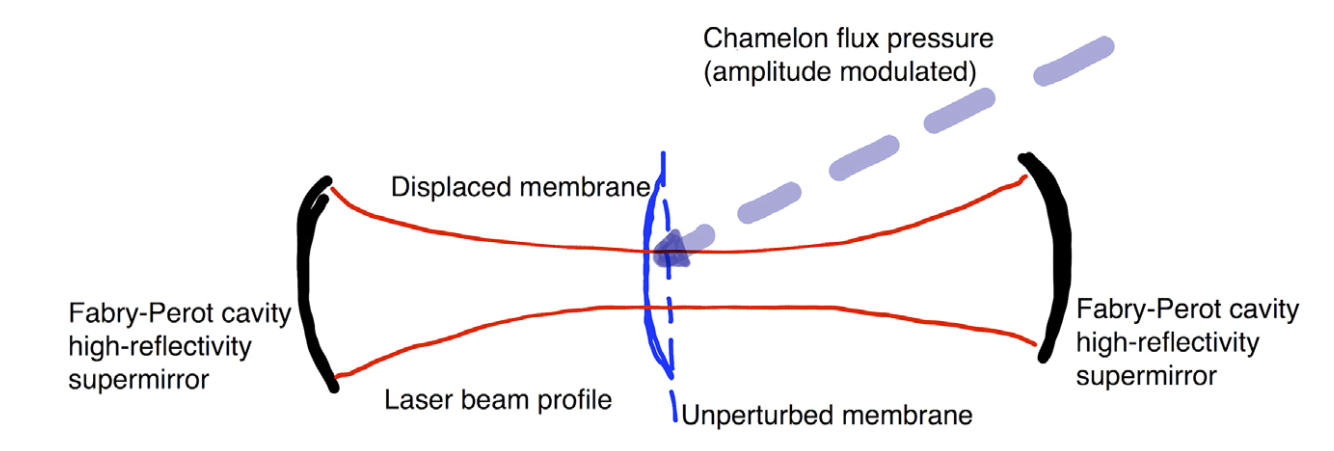 Chamelon flux pressure
(amplitude modulated)
Displaced membrane
Fabry-Perot cavity
high-reflectivity
supermirror
Fabry-Perot cavity
high-reflectivity
supermirror
Laser beam profile
Unperturbed membrane